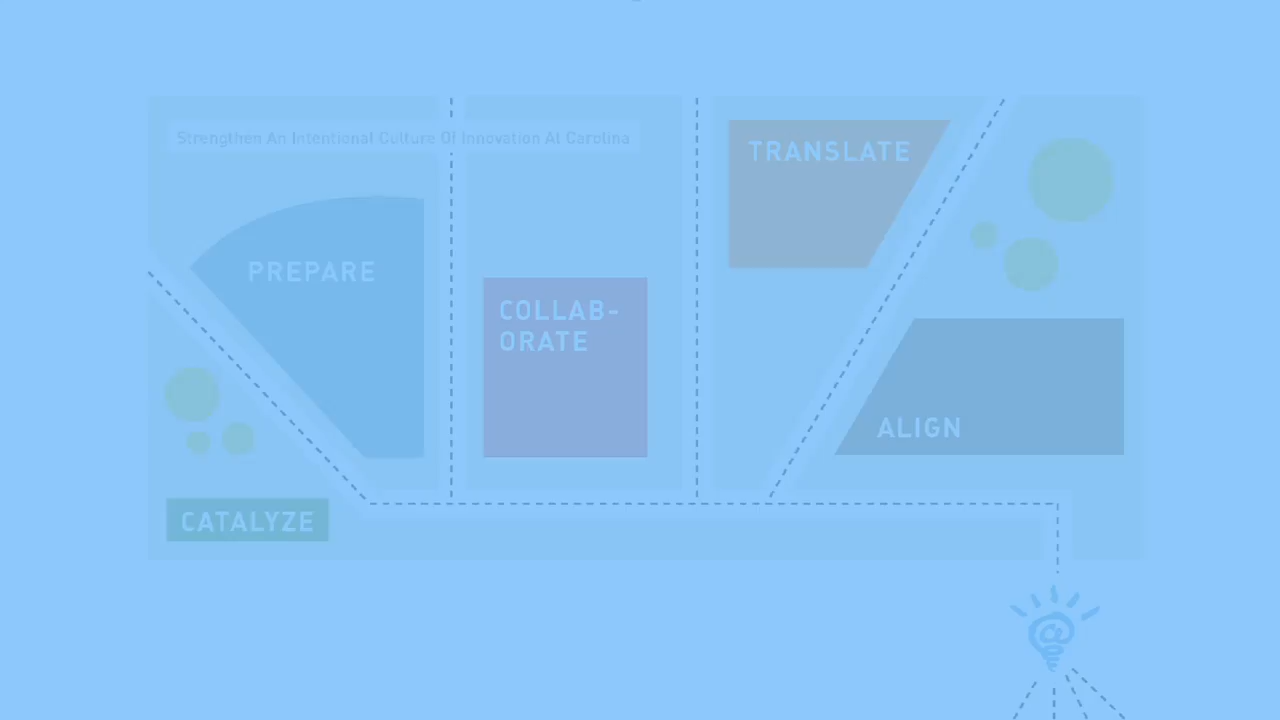 Strengthen An Intentional Culture Of Innovation At Carolina
TRANSLATE
PREPARE
COLLAB-
ORATE
ALIGN
CATALYZE
@